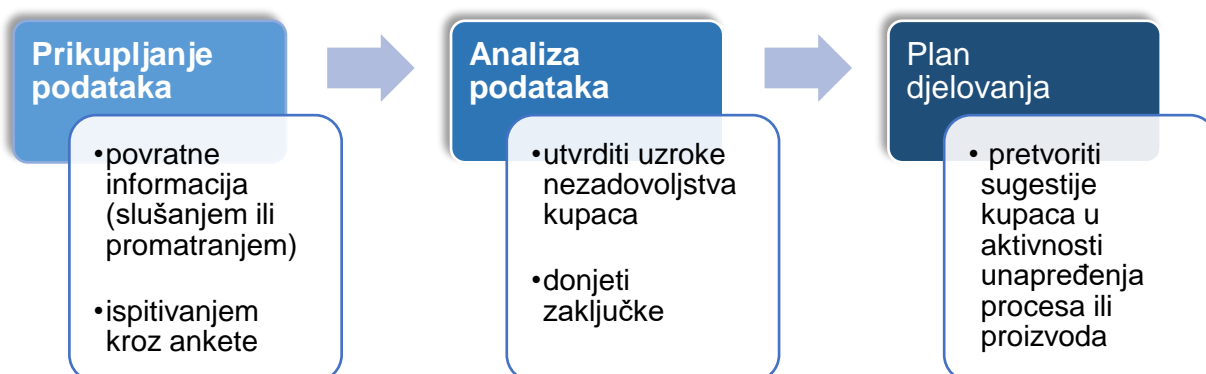 Prikupljanje
podataka
•povratne
informacija
(slušanjem ili
promatranjem)
•ispitivanjem
kroz ankete
Analiza
podataka
•utvrditi uzroke
nezadovoljstva
kupaca
•donjeti
zaključke
Plan
djelovanja
• pretvoriti
sugestije
kupaca u
aktivnosti
unapređenja
procesa ili
proizvoda